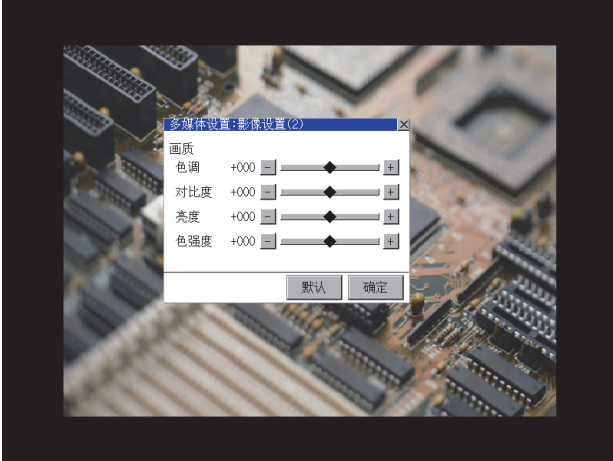 多媒体设置:影像设置(2)
画质
色调 +000 - +
对比度 +000 - +
亮度 +000 - +
色强度 +000 - +
默认 确定